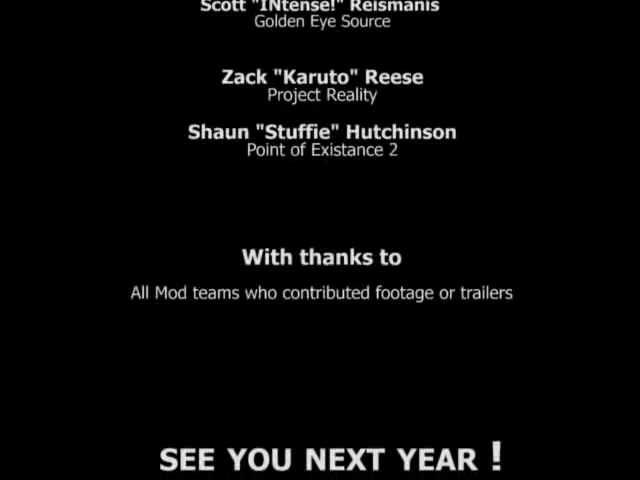 Scott "INtense!" Reismanis
Golden Eye Source
Zack "Karuto" Reese
Project Reality
Shaun "Stuffie" Hutchinson
Point of Existance 2
With thanks to
All Mod teams who contributed footage or trailers
SEE YOU NEXT YEAR !